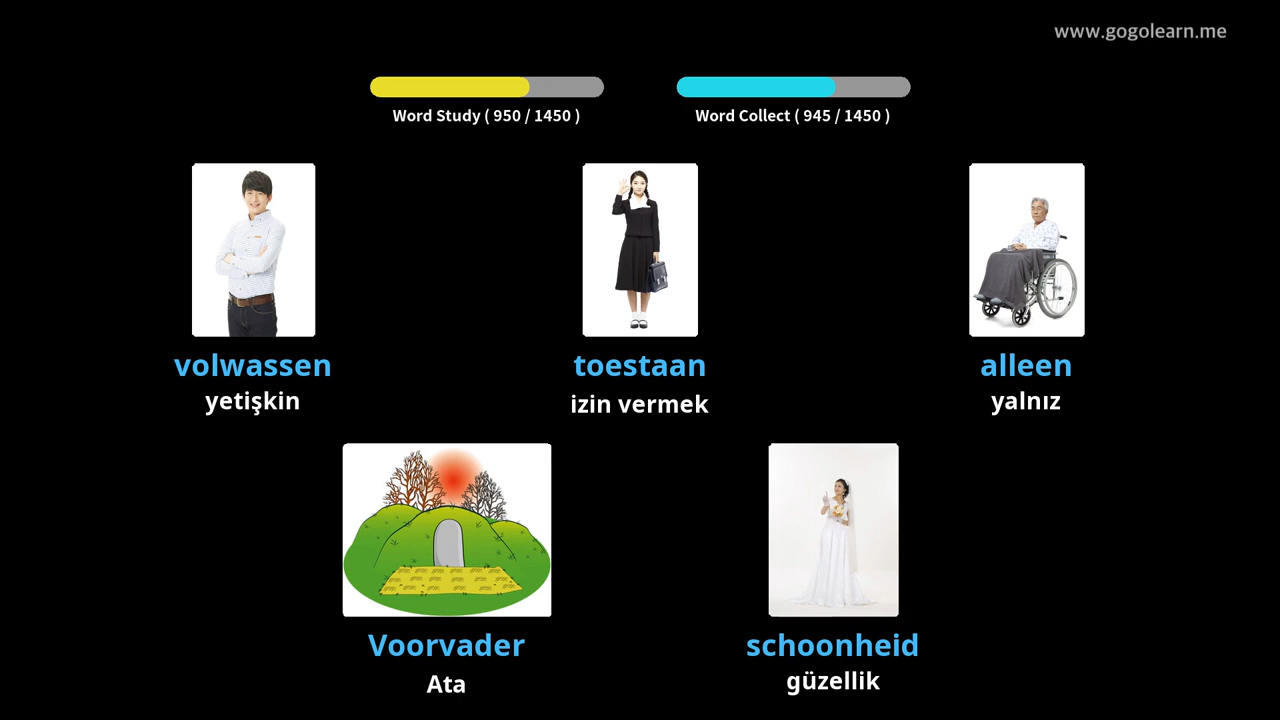 www.gogolearn.me
Word Study ( 950 / 1450 )
Word Collect ( 945 / 1450 )
volwassen
yetişkin
toestaan
izin vermek
alleen
yalnız
Voorvader
Ata
schoonheid
güzellik